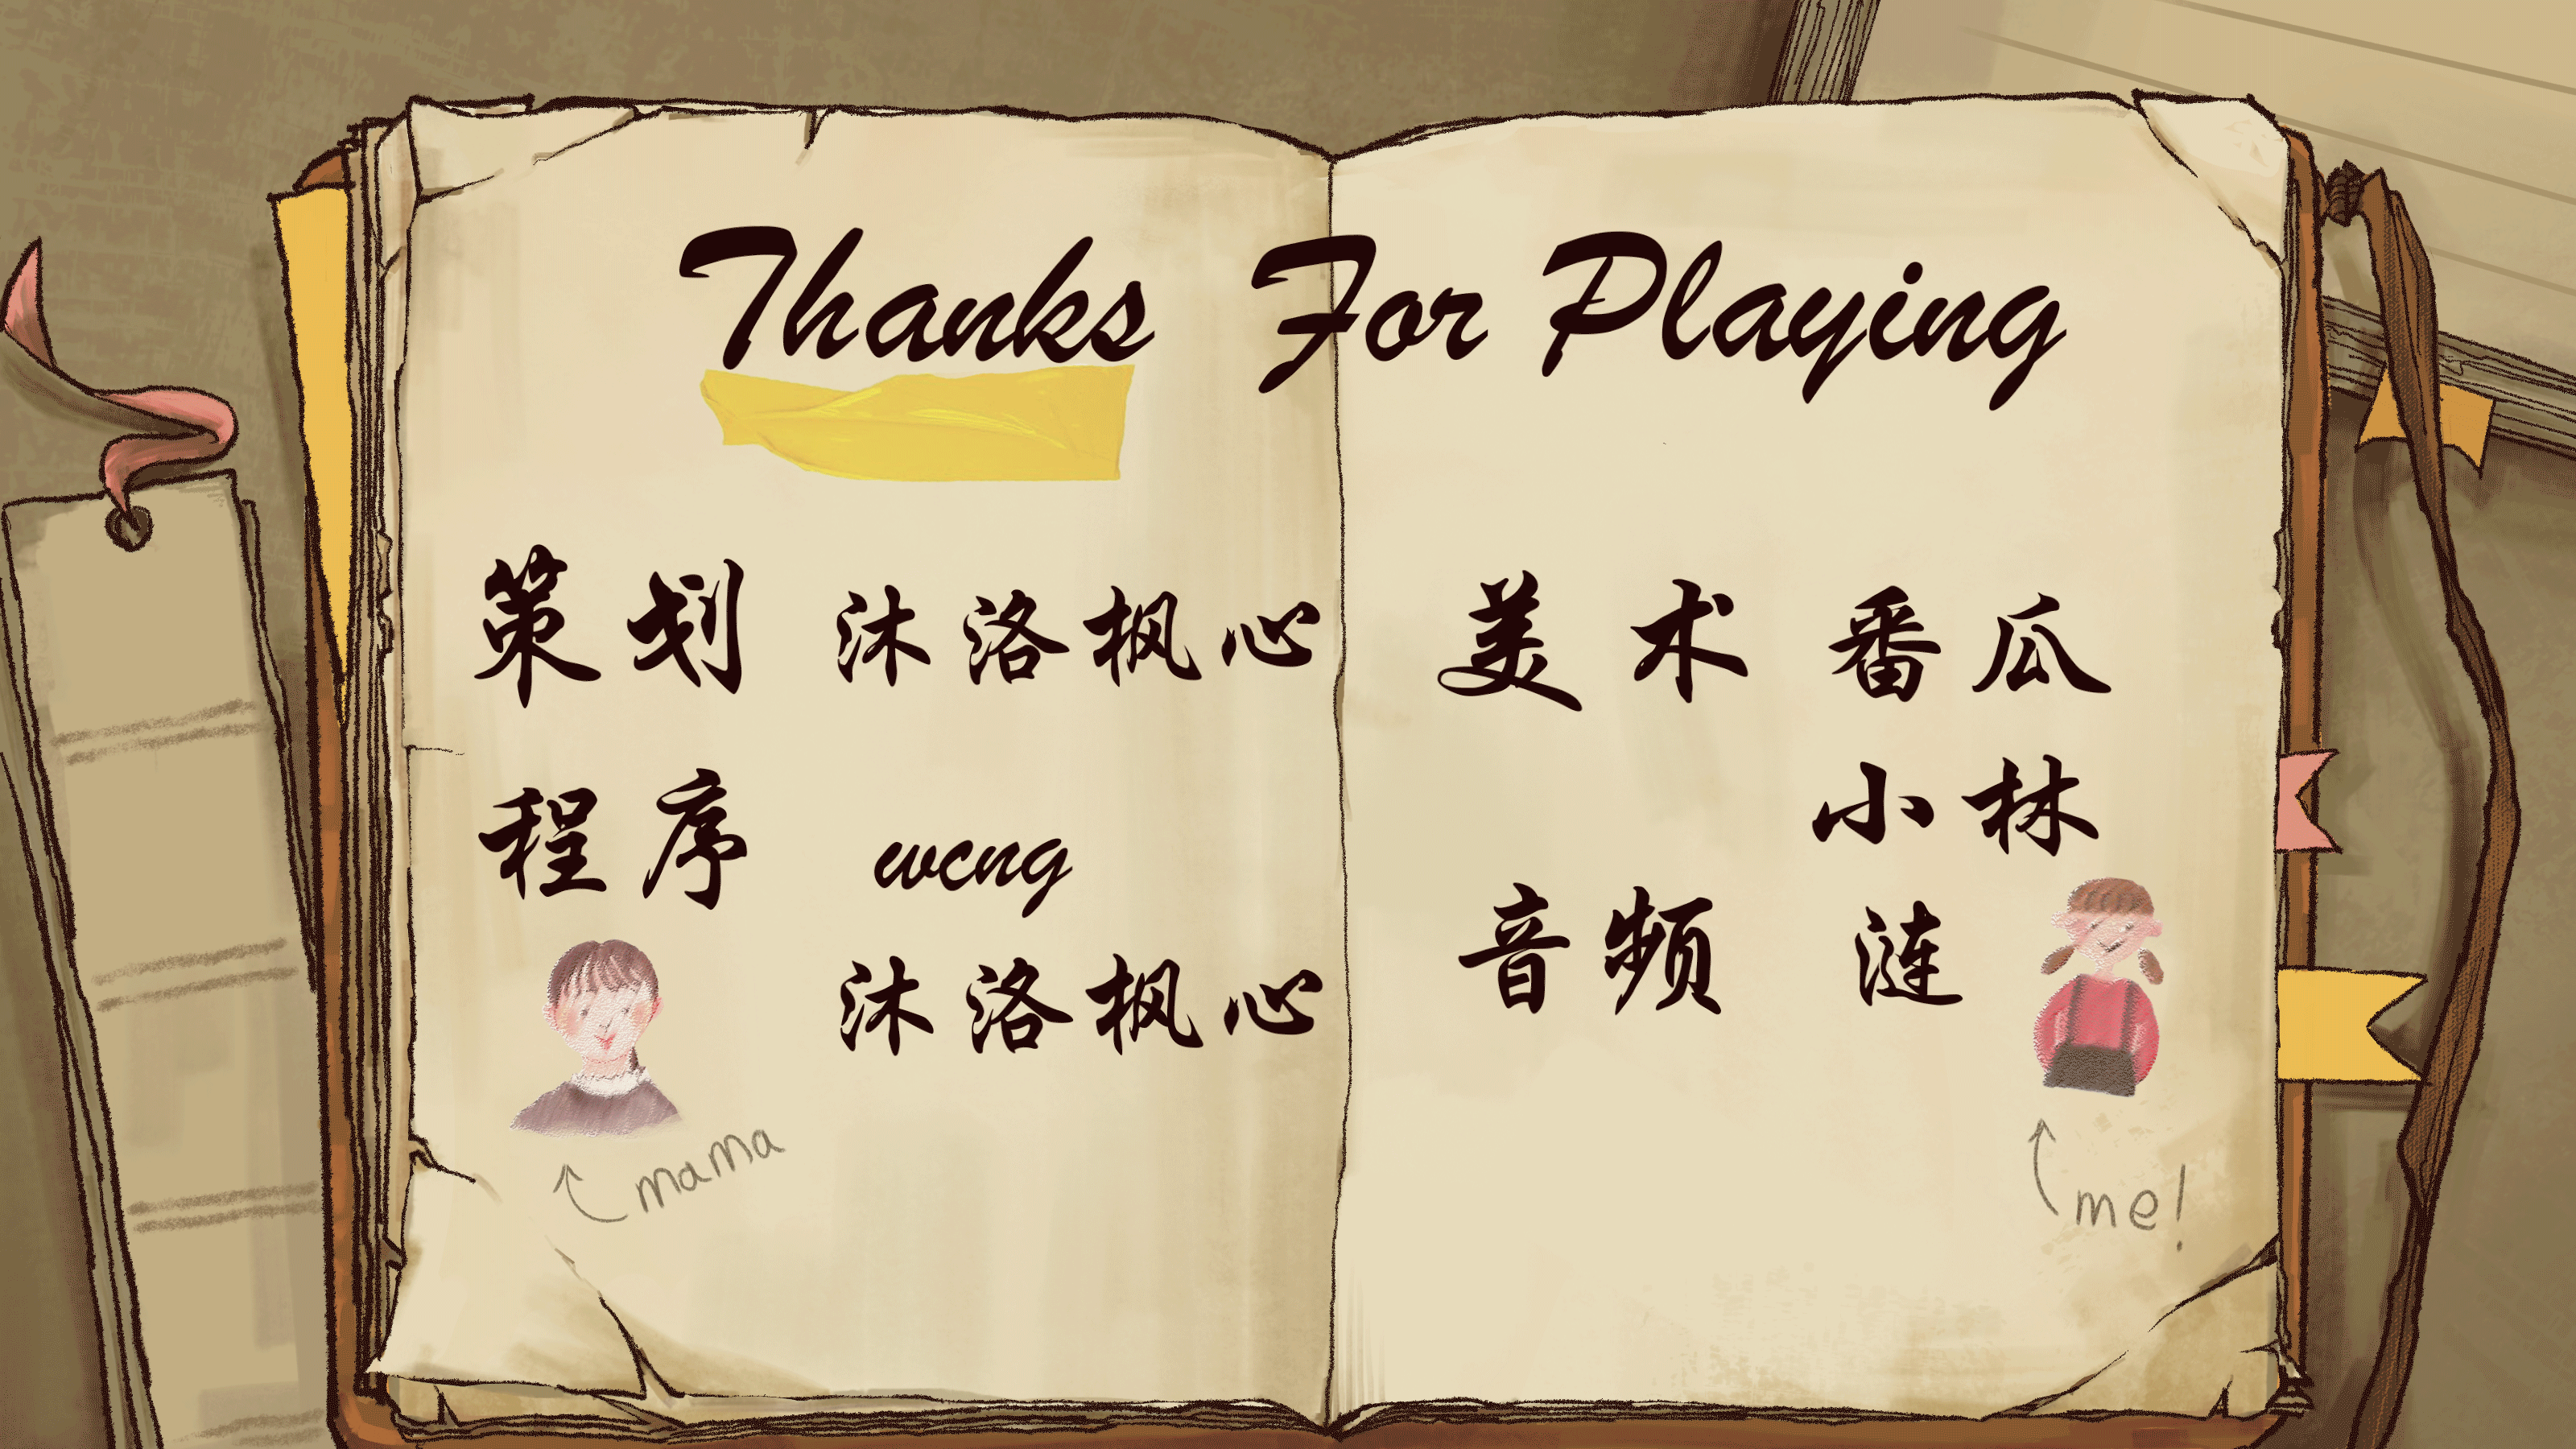 Thanks For Playing
策划 沐洛枫心
程序 wcng
沐洛枫心
mama
美术 番瓜
小林
音频 涟
me!